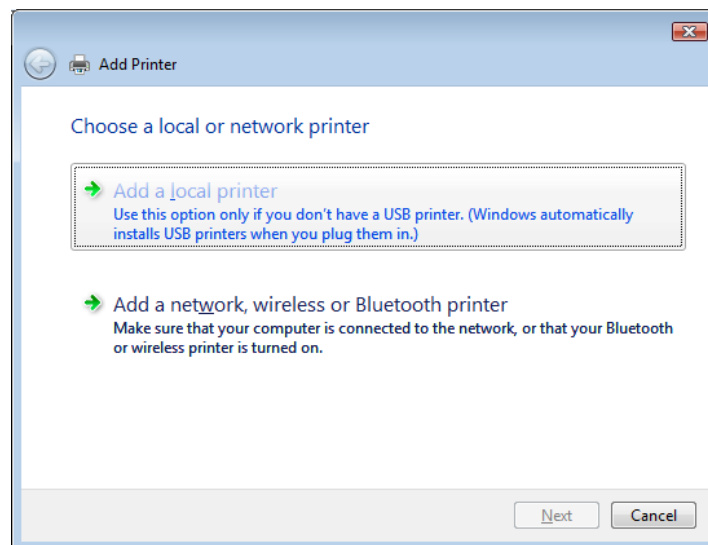 Add Printer
Choose a local or network printer
Add a local printer
Use this option only if you don't have a USB printer. (Windows automatically
installs USB printers when you plug them in.)
Add a network, wireless or Bluetooth printer
Make sure that your computer is connected to the network, or that your Bluetooth
or wireless printer is turned on.
Next Cancel